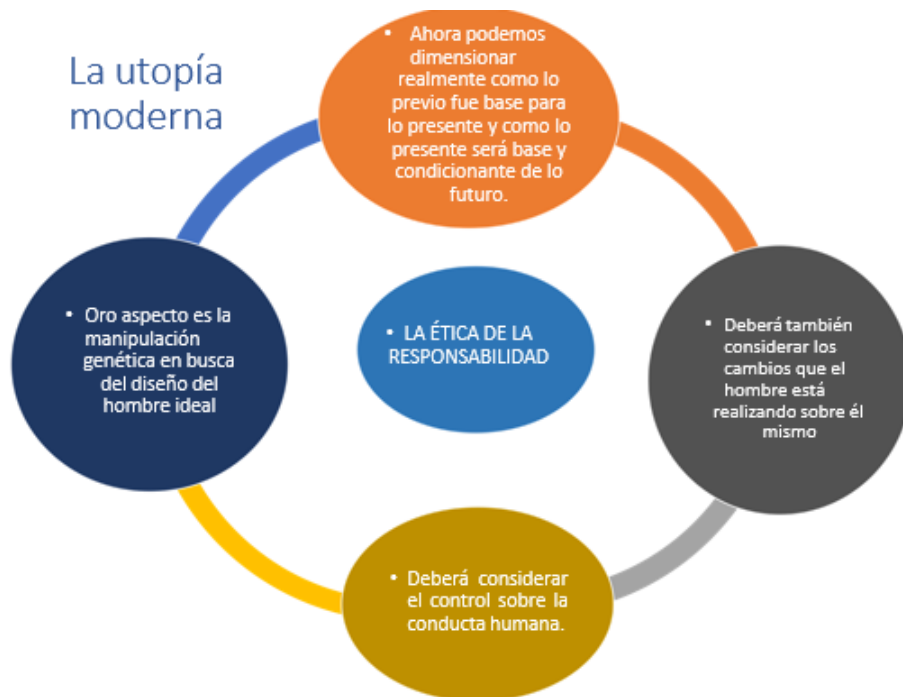 La utopía
moderna
• Ahora podemos
dimensionar
realmente como lo
previo fue base para
lo presente y como lo
presente será base y
condicionante de lo
futuro.
• Deberá también
considerar los
cambios que el
hombre está
realizando sobre él
mismo
• Deberá considerar
el control sobre la
conducta humana.
• Oro aspecto es la
manipulación
genética en busca
del diseño del
hombre ideal
• LA ÉTICA DE LA
RESPONSABILIDAD